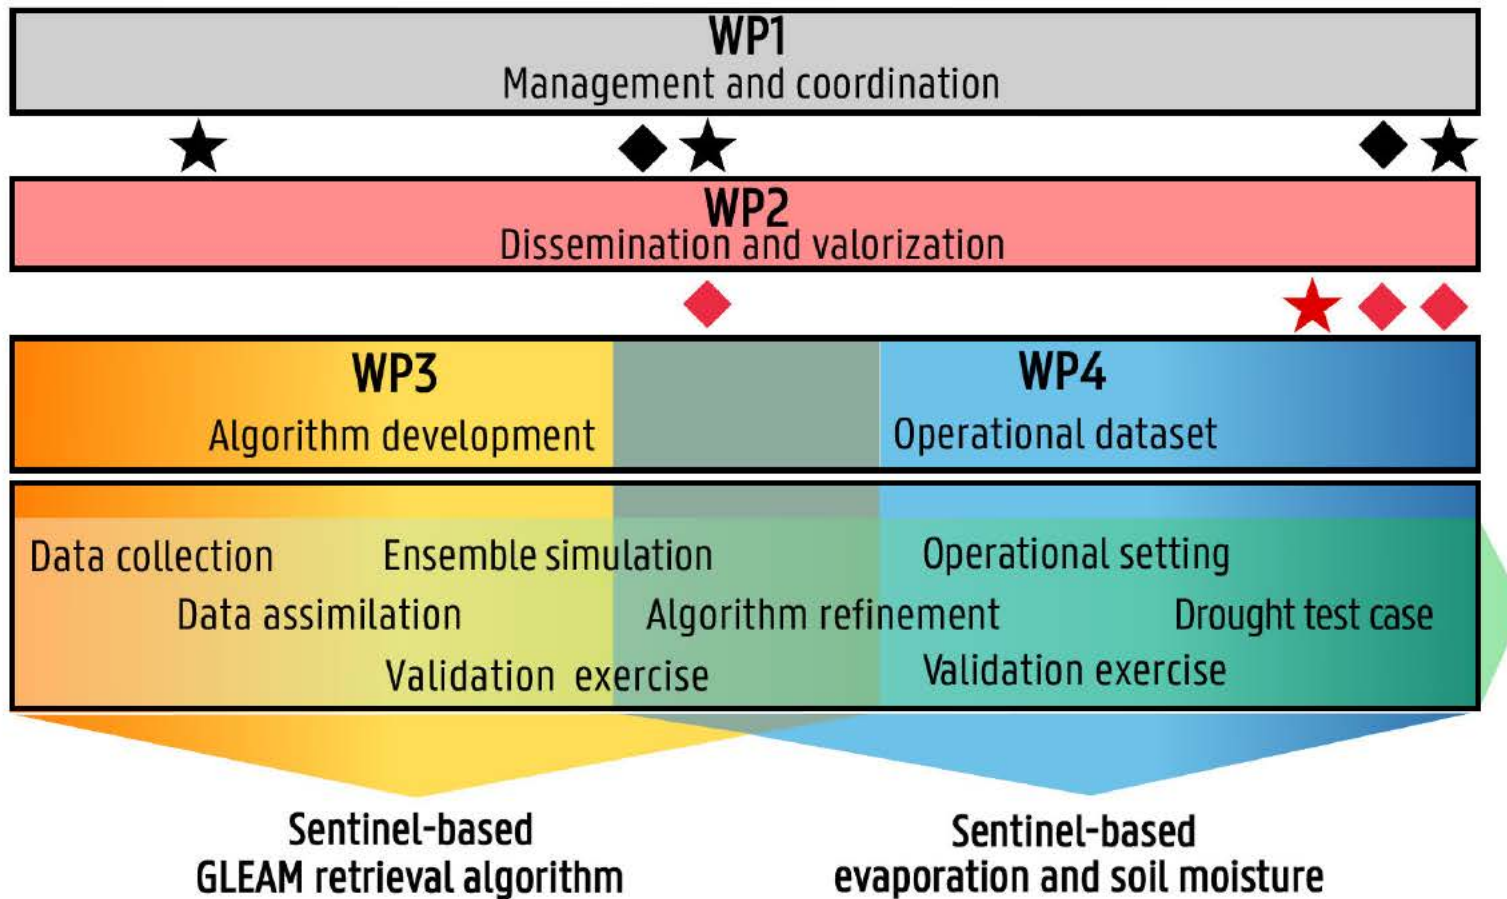 WP1
Management and coordination
WP2
Dissemination and valorization
WP3
Algorithm development
WP4
Operational dataset
Data collection
Ensemble simulation
Operational setting
Data assimilation
Algorithm refinement
Drought test case
Validation exercise
Validation exercise
Sentinel-based
GLEAM retrieval algorithm
Sentinel-based
evaporation and soil moisture